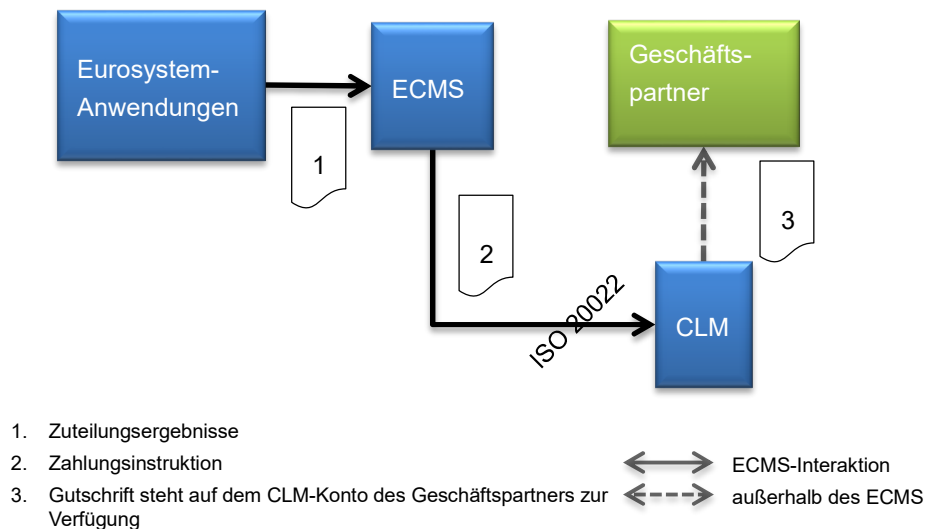 Eurosystem-
Anwendungen
ECMS
Geschäfts-
partner
1
2
3
ISO 20022
CLM
1. Zuteilungsergebnisse
2. Zahlungsinstruktion
3. Gutschrift steht auf dem CLM-Konto des Geschäftspartners zur
Verfügung
ECMS-Interaktion
außerhalb des ECMS